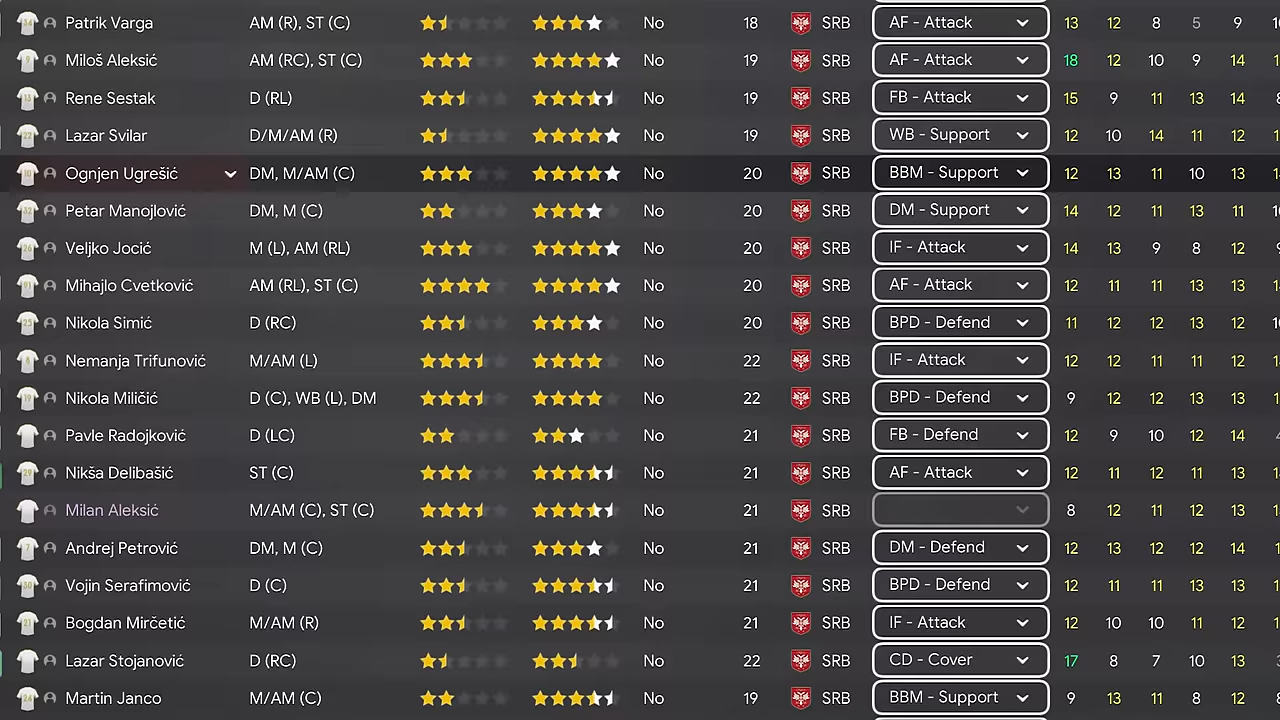 Patrik Varga AM (R), ST (C) No 18 SRB AF - Attack 13 12 8 5 9
Miloš Aleksić AM (RC), ST (C) No 19 SRB AF - Attack 18 12 10 9 14
Rene Sestak D (RL) No 19 SRB FB - Attack 15 9 11 13 14
Lazar Svilar D/M/AM (R) No 19 SRB WB - Support 12 10 14 11 12
Ognjen Ugrešić DM, M/AM (C) No 20 SRB BBM - Support 12 13 11 10 13
Petar Manojlović DM, M (C) No 20 SRB DM - Support 14 12 11 13 11
Veljko Jocić M (L), AM (RL) No 20 SRB IF - Attack 14 13 9 8 12
Mihajlo Cvetković AM (RL), ST (C) No 20 SRB AF - Attack 12 11 11 13 13
Nikola Simić D (RC) No 20 SRB BPD - Defend 11 12 12 13 12
Nemanja Trifunović M/AM (L) No 22 SRB IF - Attack 12 12 11 11 12
Nikola Miličić D (C), WB (L), DM No 22 SRB BPD - Defend 9 12 12 13 13
Pavle Radojković D (LC) No 21 SRB FB - Defend 12 9 10 12 14
Nikša Delibašić ST (C) No 21 SRB AF - Attack 12 11 12 11 13
Milan Aleksić M/AM (C), ST (C) No 21 SRB 8 12 11 12 13
Andrej Petrović DM, M (C) No 21 SRB DM - Defend 12 13 12 12 14
Vojin Serafimović D (C) No 21 SRB BPD - Defend 12 11 11 13 13
Bogdan Mirčetić M/AM (R) No 21 SRB IF - Attack 12 10 10 11 12
Lazar Stojanović D (RC) No 22 SRB CD - Cover 17 8 7 10 13
Martin Janco M/AM (C) No 19 SRB BBM - Support 9 13 11 8 12